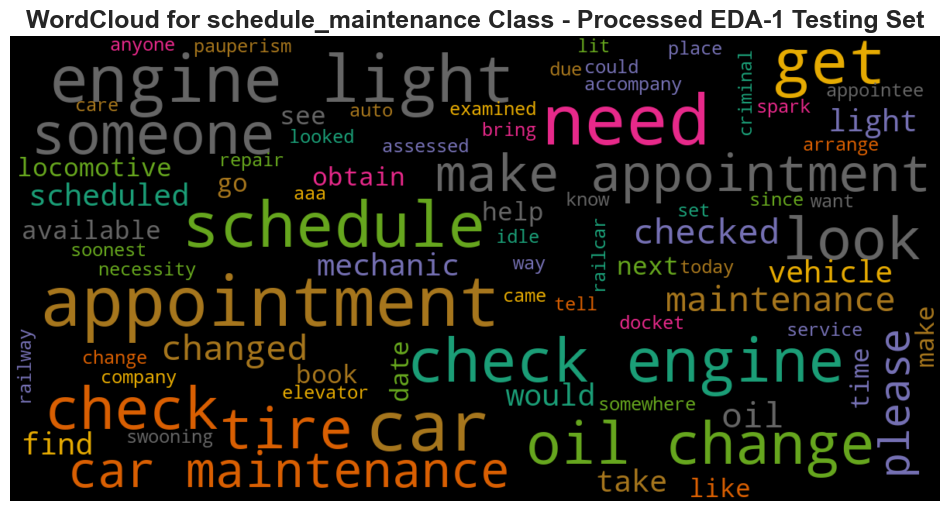 WordCloud for schedule_maintenance Class - Processed EDA-1 Testing Set
anyone
pauperism
lit
place
engine light
due
could
get
accompany
criminal
appointee
care
auto
examined
need
spark
light
someone
see
looked
bring
assessed
arrange
locomotive
repair
obtain
make appointment
scheduled
go
aaa
know
since
want
schedule
help
set
available
idle
railcar
checked
look
soonest
necessity
mechanic
way
next
today
vehicle
appointment
came
tell
maintenance
docket
service
make
railway
change
changed
date
check engine
time
please
company
book
elevator
would
somewhere
check
tire
car
oil
find
swooning
oil change
car maintenance
take
like